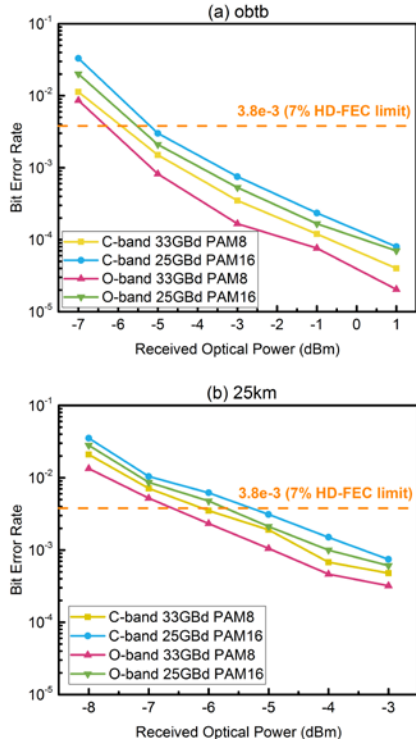 (a) obtb
Bit Error Rate
10-1
10-2
10-3
10-4
10-5
3.8e-3 (7% HD-FEC limit)
C-band 33GBd PAM8
C-band 25GBd PAM16
O-band 33GBd PAM8
O-band 25GBd PAM16
-7 -6 -5 -4 -3 -2 -1 0 1
Received Optical Power (dBm)
(b) 25km
Bit Error Rate
10-1
10-2
10-3
10-4
10-5
3.8e-3 (7% HD-FEC limit)
C-band 33GBd PAM8
C-band 25GBd PAM16
O-band 33GBd PAM8
O-band 25GBd PAM16
-8 -7 -6 -5 -4 -3
Received Optical Power (dBm)